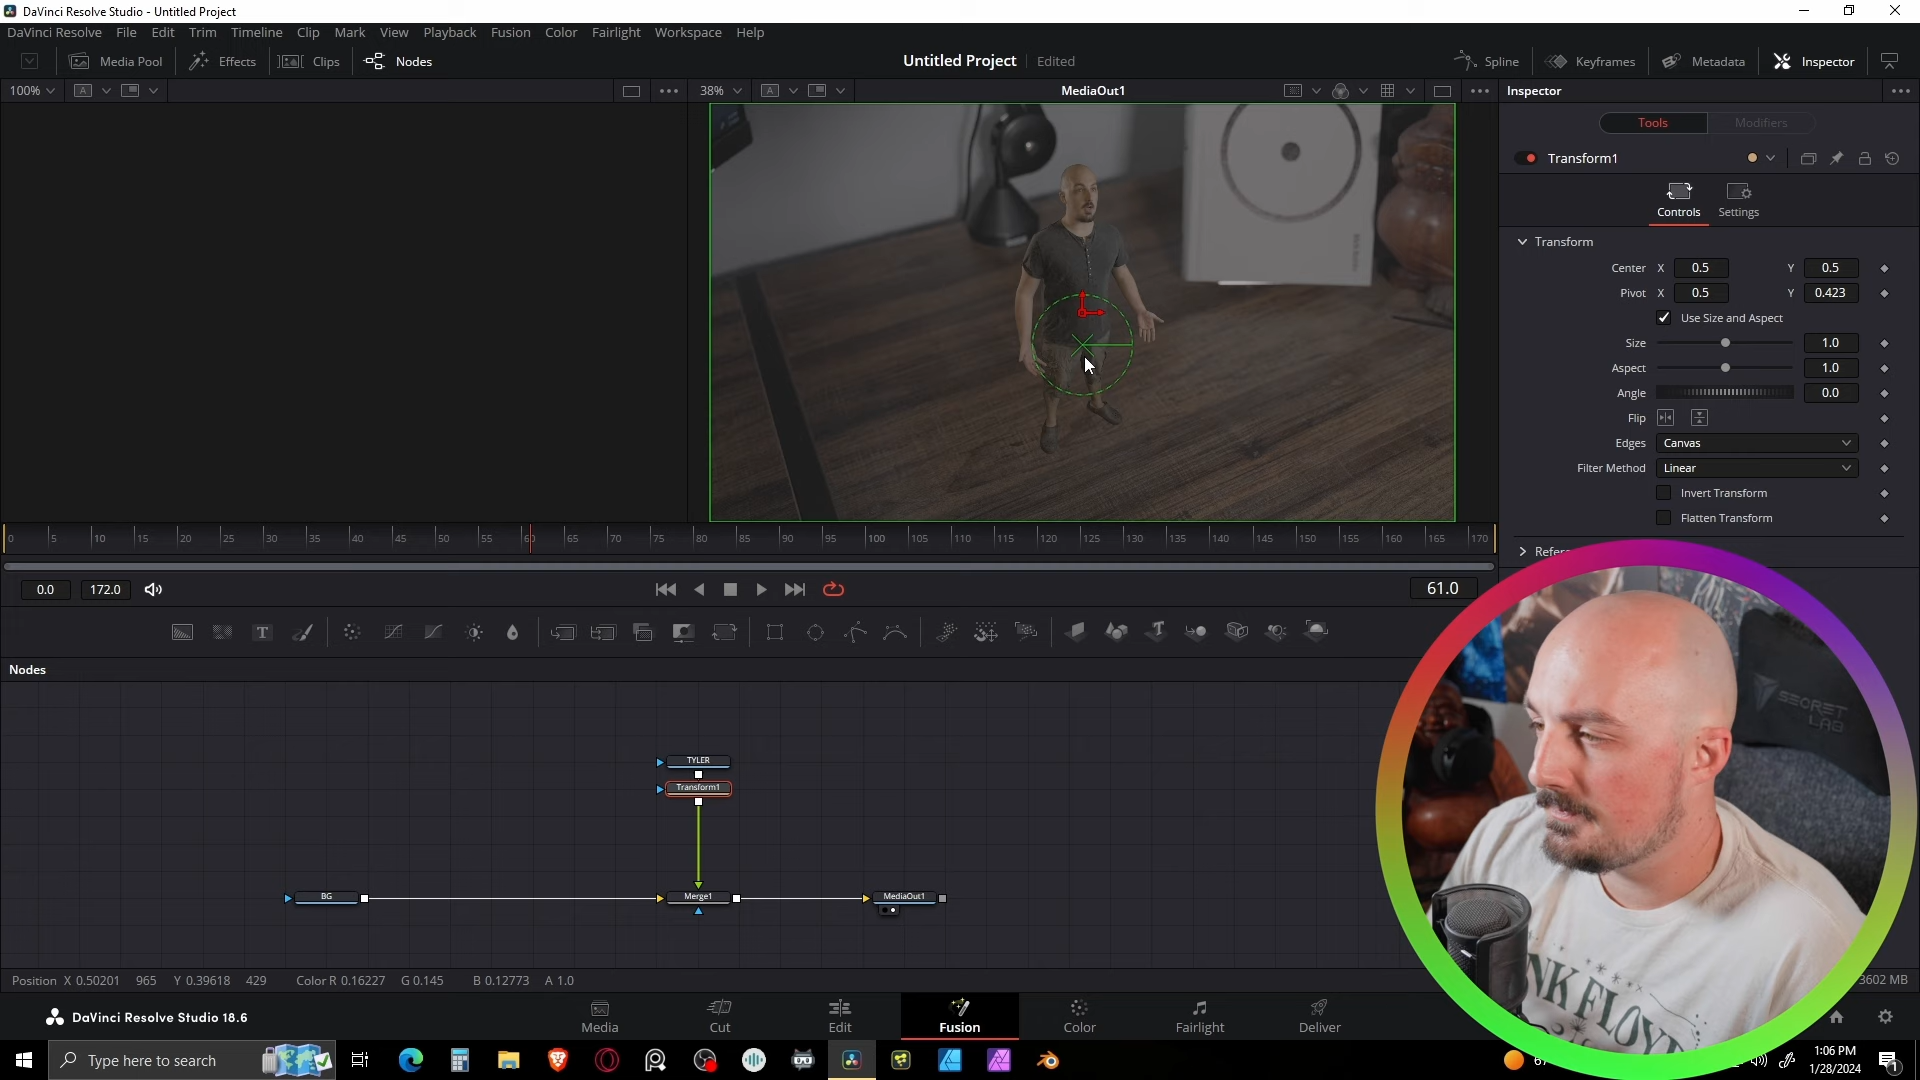 DaVinci Resolve Studio - Untitled Project
DaVinci Resolve File Edit Trim Timeline Clip Mark View Playback Fusion Color Fairlight Workspace Help
Media Pool Effects Clips Nodes Untitled Project Edited Spline Keyframes Metadata Inspector
100% A 38% A MediaOut1 Inspector
Tools Modifiers
Transform1
Controls Settings
Transform
Center X 0.5 Y 0.5
Pivot X 0.5 Y 0.423
Use Size and Aspect
Size 1.0
Aspect 1.0
Angle 0.0
Flip
Edges Canvas
Filter Method Linear
Invert Transform
Flatten Transform
0 5 10 15 20 25 30 35 40 45 50 55 60 65 70 75 80 85 90 95 100 105 110 115 120 125 130 135 140 145 150 155 160 165 170
0.0 172.0 61.0
T T
Nodes
SECRET
LAB
TYLER
Transform1
BG Merge1 MediaOut1
NK FLOY
Position X 0.50201 965 Y 0.39618 429 Color R 0.16227 G 0.145 B 0.12773 A 1.0 3602 MB
DaVinci Resolve Studio 18.6 Media Cut Edit Fusion Color Fairlight Deliver
Type here to search
1:06 PM
1/28/2024
1